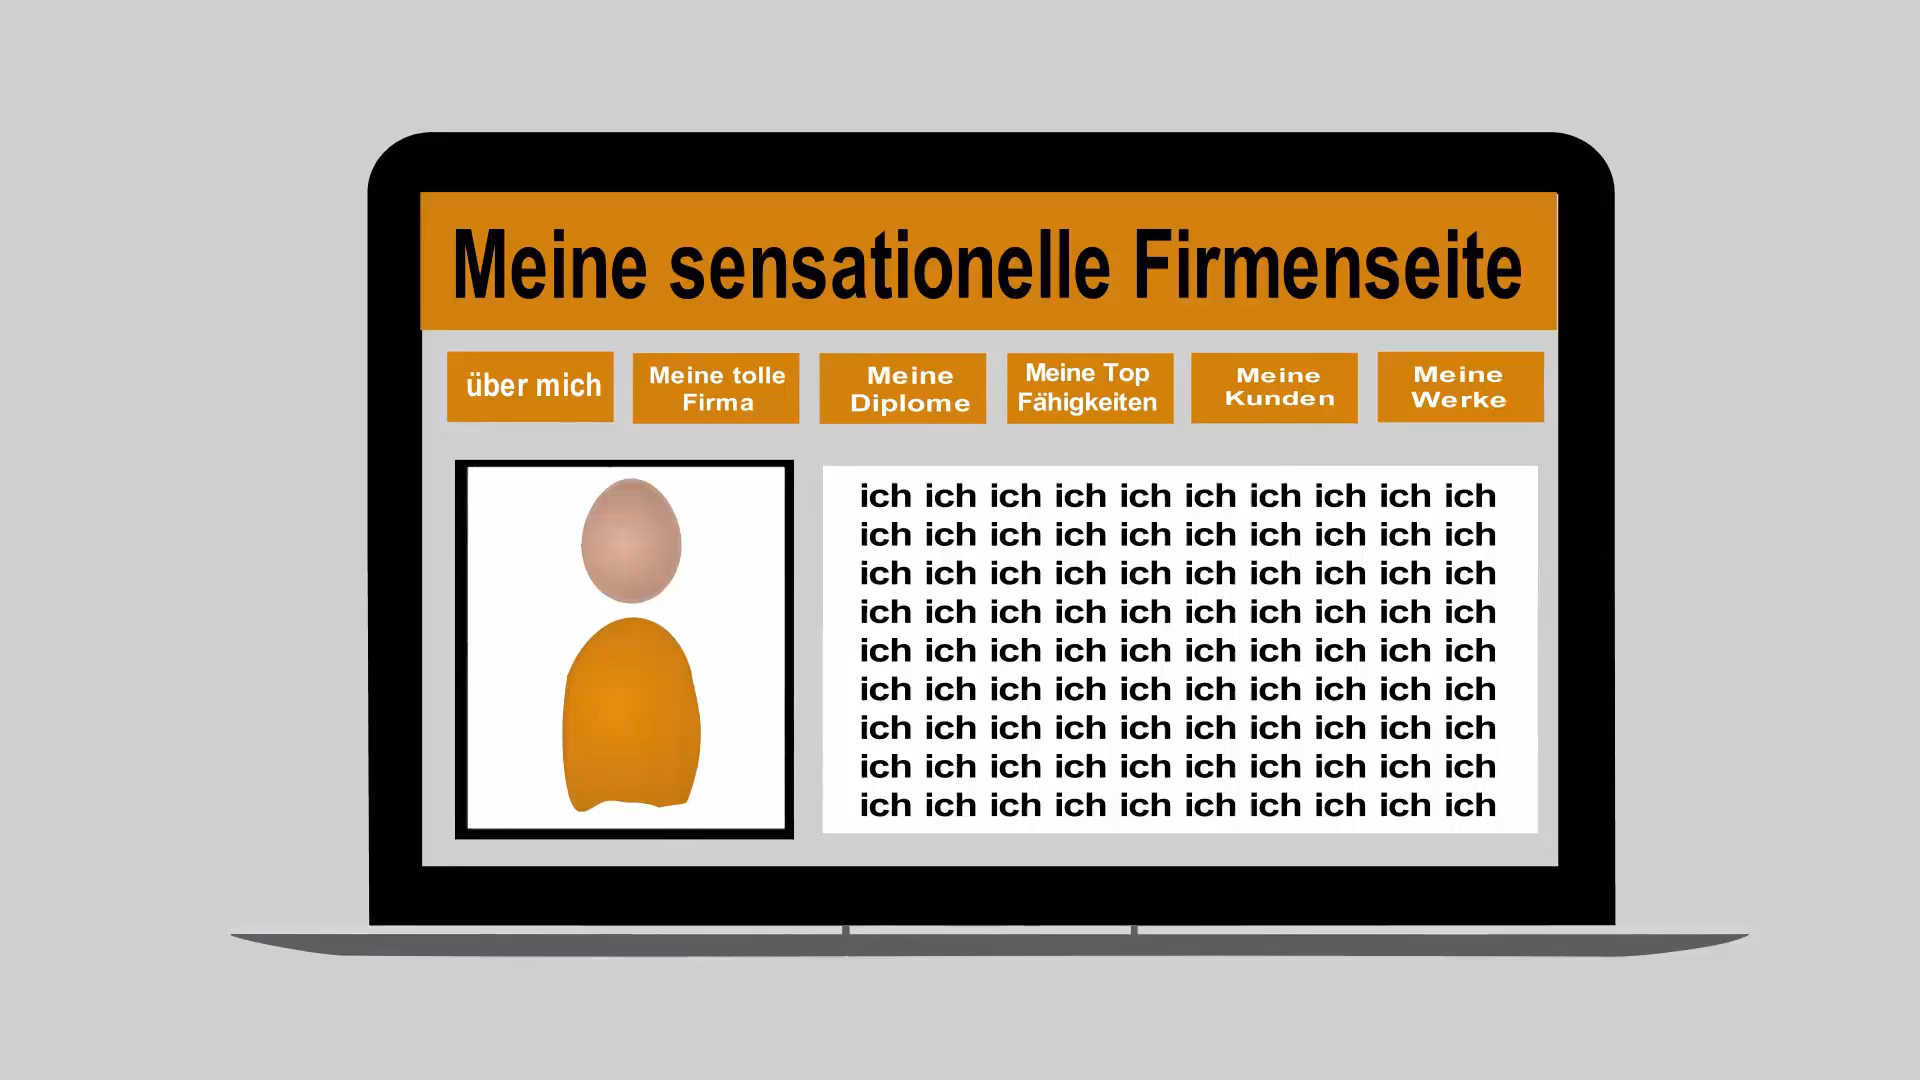 Meine sensationelle Firmenseite
über mich
Meine tolle
Firma
Meine
Diplome
Meine Top
Fähigkeiten
Meine
Kunden
Meine
Werke
ich ich ich ich ich ich ich ich ich ich
ich ich ich ich ich ich ich ich ich ich
ich ich ich ich ich ich ich ich ich ich
ich ich ich ich ich ich ich ich ich ich
ich ich ich ich ich ich ich ich ich ich
ich ich ich ich ich ich ich ich ich ich
ich ich ich ich ich ich ich ich ich ich
ich ich ich ich ich ich ich ich ich ich
ich ich ich ich ich ich ich ich ich ich